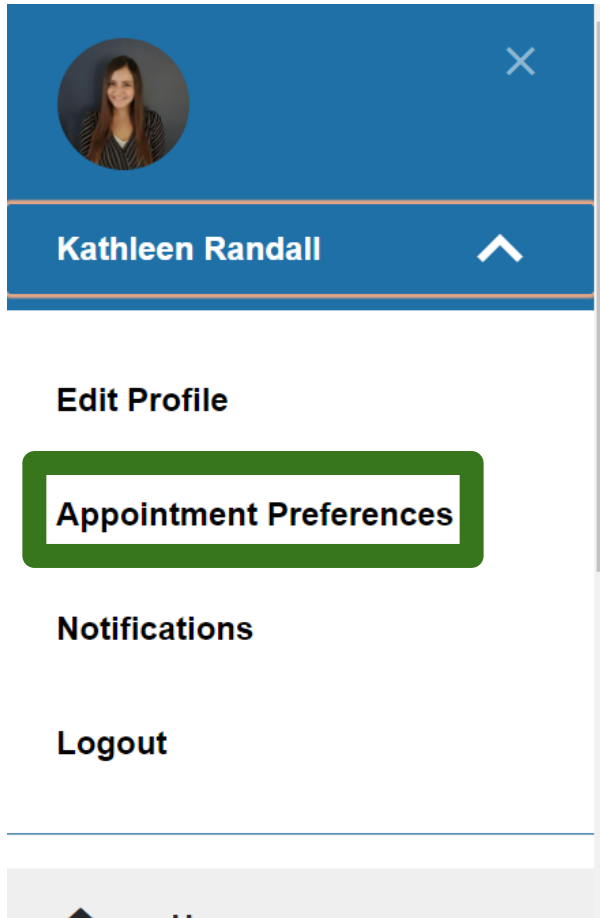 Kathleen Randall
Edit Profile
Appointment Preferences
Notifications
Logout